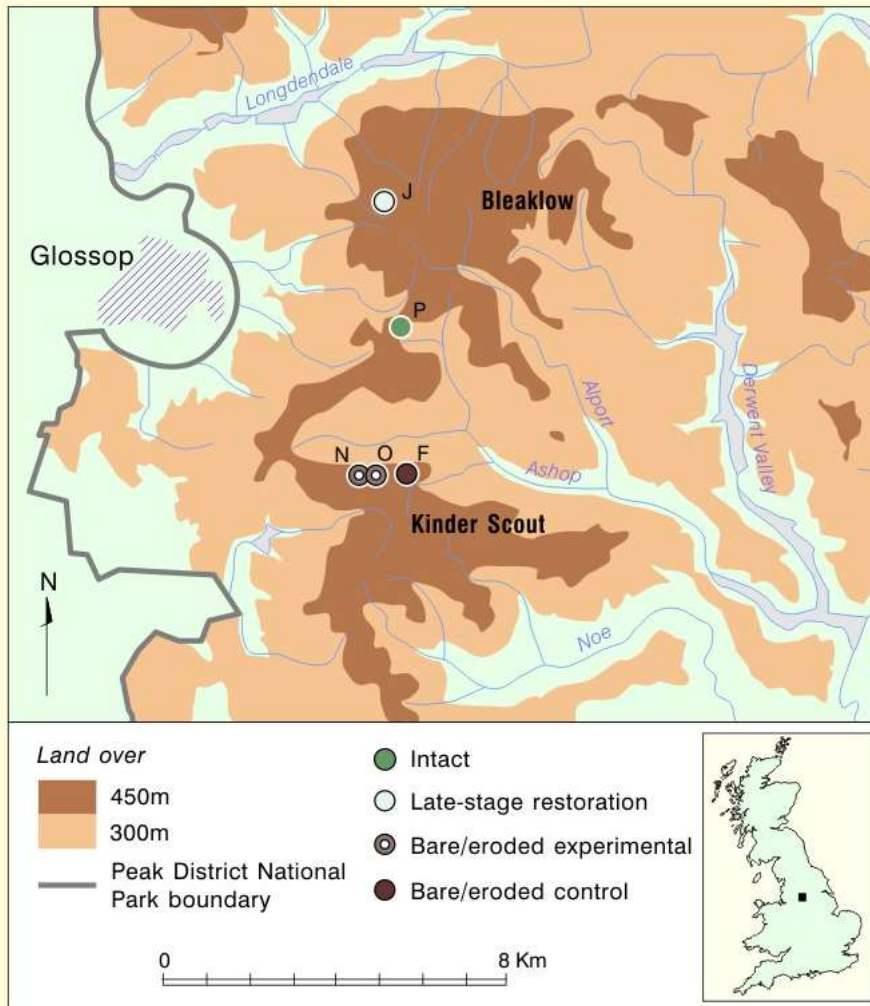 Longdendale
J
Bleaklow
Glossop
P
Alport
Derwent Valley
N O F
Ashop
Kinder Scout
N
Noe
Land over
450m
300m
Peak District National
Park boundary
Intact
Late-stage restoration
Bare/eroded experimental
Bare/eroded control
0 8 Km